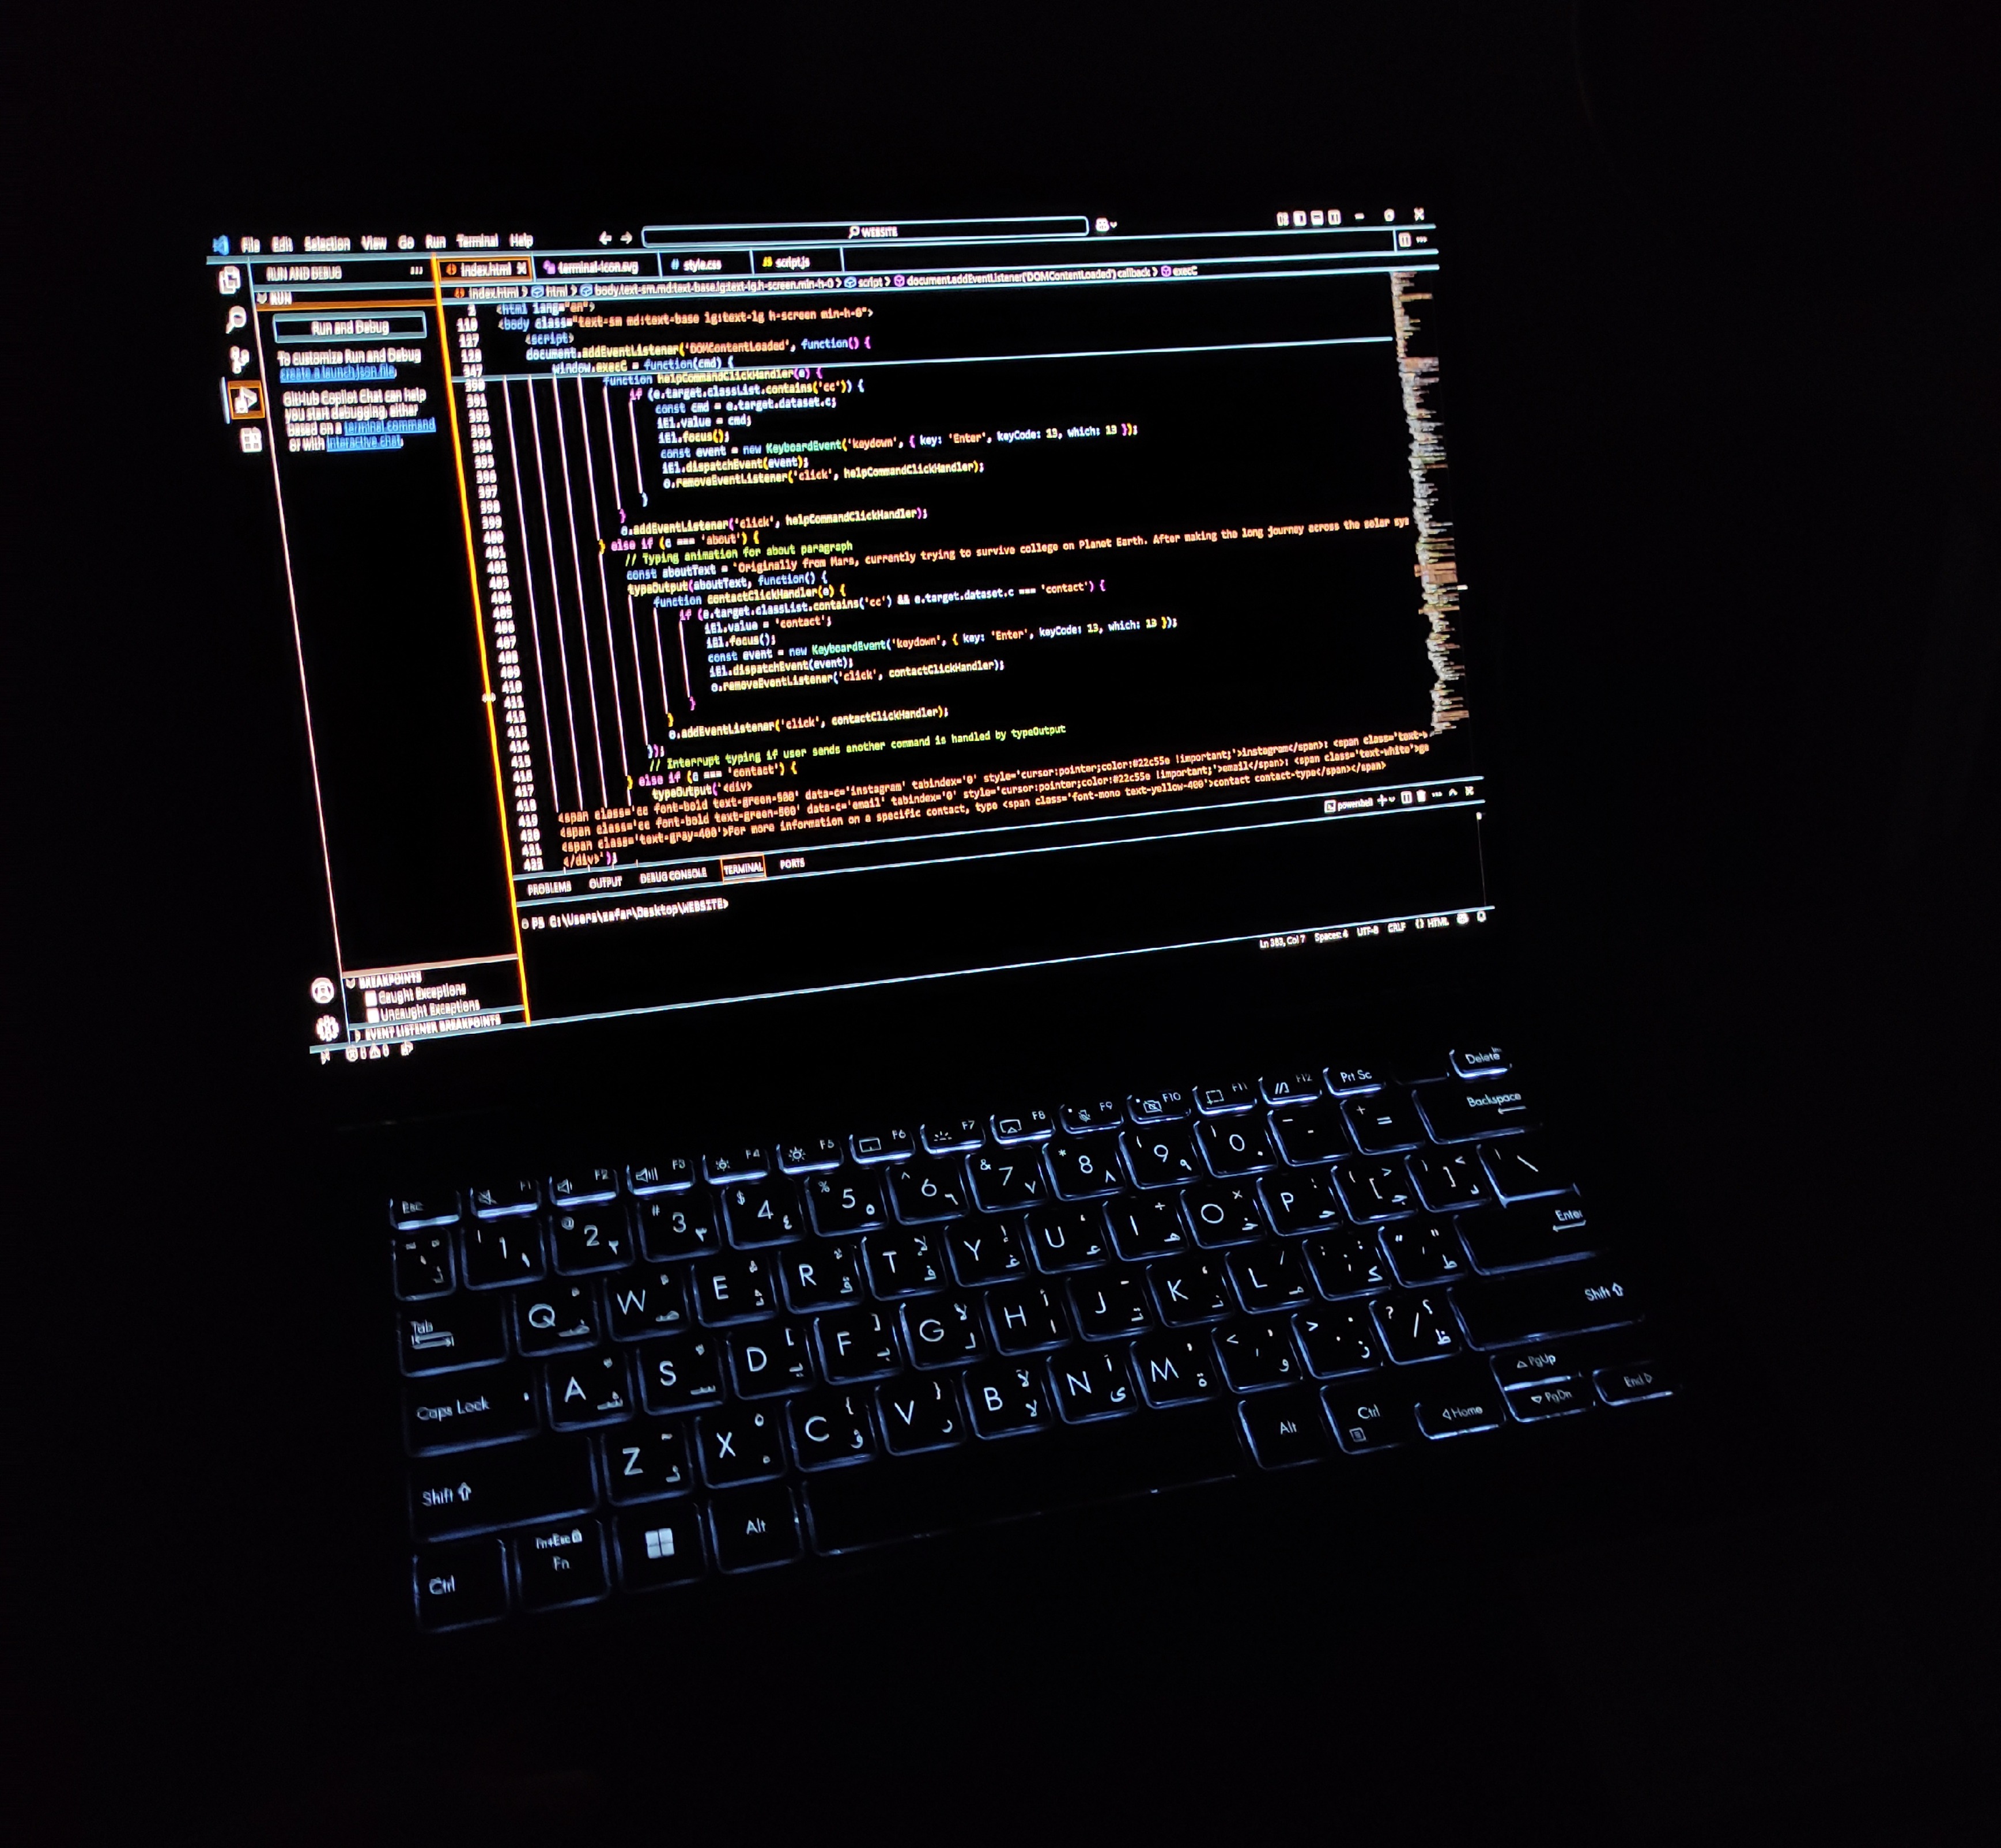 File Edit Selection View Go Run Terminal Help
WEBSITE
RUN AND DEBUG
RUN
Run and Debug
To customize Run and Debug
create a launch.json file.
GitHub Copilot Chat can help
you start debugging, either
based on a terminal command
or with interactive chat.
BREAKPOINTS
Caught Exceptions
Uncaught Exceptions
EVENT LISTENER BREAKPOINTS
index.html terminal-icon.svg # style.css JS script.js
index.html > html > body.text-sm.md:text-base.lg:text-lg.h-screen.min-h-0 > script > document.addEventListener('DOMContentLoaded') callback > execC
2 <html lang="en">
110 <body class="text-sm md:text-base lg:text-lg h-screen min-h-0">
127 <script>
128 document.addEventListener('DOMContentLoaded', function() {
347 window.execC = function(cmd) {
390 function helpCommandClickHandler(e) {
391 if (e.target.classList.contains('cc')) {
392 const cmd = e.target.dataset.c;
393 iEl.value = cmd;
394 iEl.focus();
395 const event = new KeyboardEvent('keydown', { key: 'Enter', keyCode: 13, which: 13 });
396 iEl.dispatchEvent(event);
397 o.removeEventListener('click', helpCommandClickHandler);
398 }
399 }
400 o.addEventListener('click', helpCommandClickHandler);
401 } else if (c === 'about') {
402 // Typing animation for about paragraph
403 const aboutText = 'Originally from Mars, currently trying to survive college on Planet Earth. After making the long journey across the solar sys
404 typeOutput(aboutText, function() {
405 function contactClickHandler(e) {
406 if (e.target.classList.contains('cc') && e.target.dataset.c === 'contact') {
407 iEl.value = 'contact';
408 iEl.focus();
409 const event = new KeyboardEvent('keydown', { key: 'Enter', keyCode: 13, which: 13 });
410 iEl.dispatchEvent(event);
411 o.removeEventListener('click', contactClickHandler);
412 }
413 }
414 o.addEventListener('click', contactClickHandler);
415 });
416 // Interrupt typing if user sends another command is handled by typeOutput
417 } else if (c === 'contact') {
418 typeOutput('<div>
419 <span class='cc font-bold text-green-500' data-c='instagram' tabindex='0' style='cursor:pointer;color:#22c55e !important;'>instagram</span>: <span class='text-w
420 <span class='cc font-bold text-green-500' data-c='email' tabindex='0' style='cursor:pointer;color:#22c55e !important;'>email</span>: <span class='text-white'>ga
421 <span class='text-gray-400'>For more information on a specific contact, type <span class='font-mono text-yellow-400'>contact contact-type</span></span>
422 </div>');
PROBLEMS OUTPUT DEBUG CONSOLE TERMINAL PORTS
powershell
PS C:\Users\safar\Desktop\WEBSITE>
Ln 383, Col 7 Spaces: 4 UTF-8 CRLF {} HTML
Esc F1 F2 F3 F4 F5 F6 F7 F8 F9 F10 F11 F12 Prt Sc Delete
ذ ! 1 ١ @ 2 ٢ # 3 ٣ $ 4 ٤ % 5 ٥ ^ 6 ٦ & 7 ٧ * 8 ٨ ( 9 ٩ ) 0 ٠ - + = Backspace
Tab Q ض W ص E ث R ق T ف Y غ U ع I ه O خ P ح [ ج ] د \
Caps Lock A ش S س D ي F ب G ل H ا J ت K ن L م : ; ك " ' ط Enter
Shift Z ئ X ء C ؤ V ر B لا N ى M ة < , و > . ز ? / ؟ ظ Shift
Ctrl Fn+Esc Fn Alt Alt Ctrl Home PgUp PgDn End